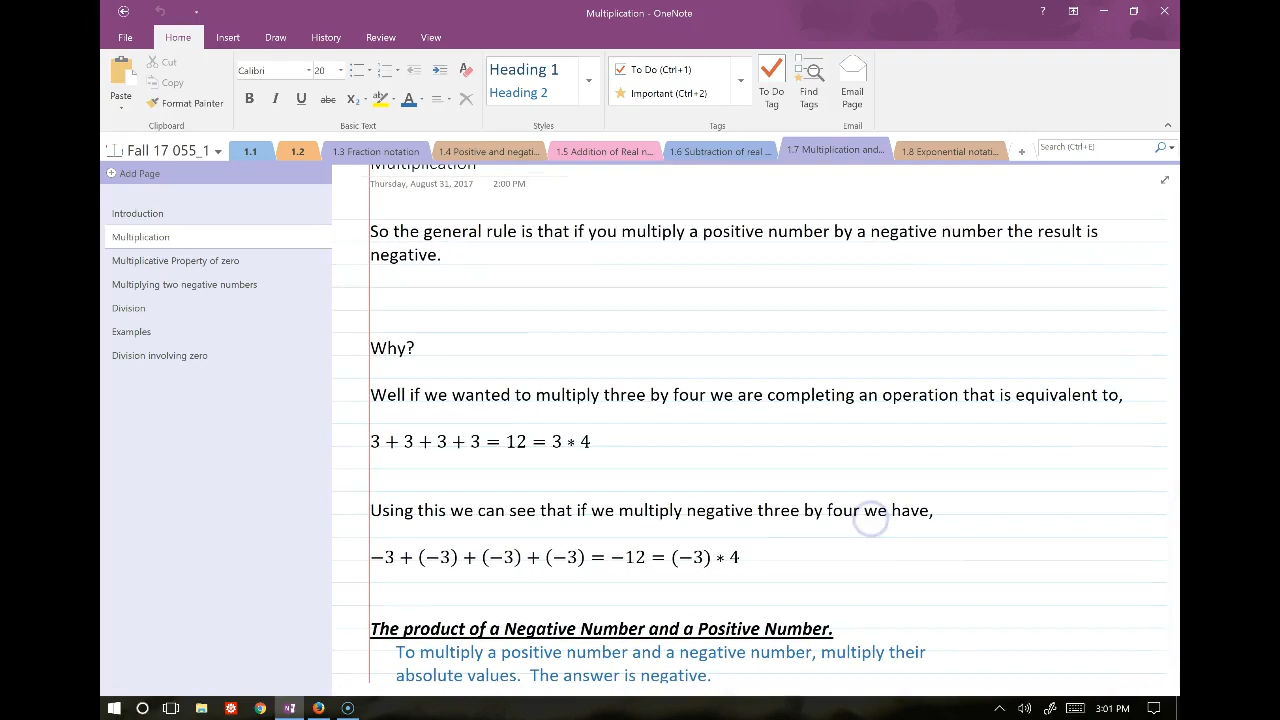 Multiplication - OneNote
?
File Home Insert Draw History Review View
Paste
Cut
Copy
Format Painter
Clipboard
Calibri 20
B I U abc X₂ A
Basic Text
Heading 1
Heading 2
Styles
To Do (Ctrl+1)
Important (Ctrl+2)
Tags
To Do
Tag
Find
Tags
Email
Page
Email
Fall 17 055_1 1.1 1.2 1.3 Fraction notation 1.4 Positive and negati... 1.5 Addition of Real n... 1.6 Subtraction of real ... 1.7 Multiplication and... 1.8 Exponential notati... +
Search (Ctrl+E)
Add Page
Introduction
Multiplication
Multiplicative Property of zero
Multiplying two negative numbers
Division
Examples
Division involving zero
Multiplication
Thursday, August 31, 2017 2:00 PM
So the general rule is that if you multiply a positive number by a negative number the result is
negative.
Why?
Well if we wanted to multiply three by four we are completing an operation that is equivalent to,
3 + 3 + 3 + 3 = 12 = 3 ∗ 4
Using this we can see that if we multiply negative three by four we have,
−3 + (−3) + (−3) + (−3) = −12 = (−3) ∗ 4
The product of a Negative Number and a Positive Number.
To multiply a positive number and a negative number, multiply their
absolute values. The answer is negative.
3:01 PM